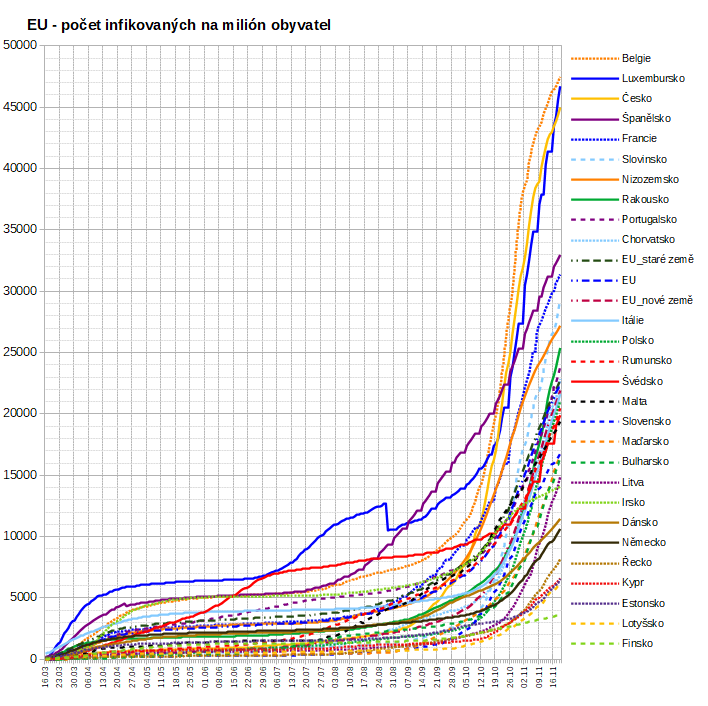 EU - počet infikovaných na milión obyvatel
50000
45000
40000
35000
30000
25000
20000
15000
10000
5000
0
16.03
23.03
30.03
06.04
13.04
20.04
27.04
04.05
11.05
18.05
25.05
01.06
08.06
15.06
22.06
29.06
06.07
13.07
20.07
27.07
03.08
10.08
17.08
24.08
31.08
07.09
14.09
21.09
28.09
05.10
12.10
19.10
26.10
02.11
09.11
16.11
Belgie
Luxembursko
Česko
Španělsko
Francie
Slovinsko
Nizozemsko
Rakousko
Portugalsko
Chorvatsko
EU_staré země
EU
EU_nové země
Itálie
Polsko
Rumunsko
Švédsko
Malta
Slovensko
Maďarsko
Bulharsko
Litva
Irsko
Dánsko
Německo
Řecko
Kypr
Estonsko
Lotyšsko
Finsko